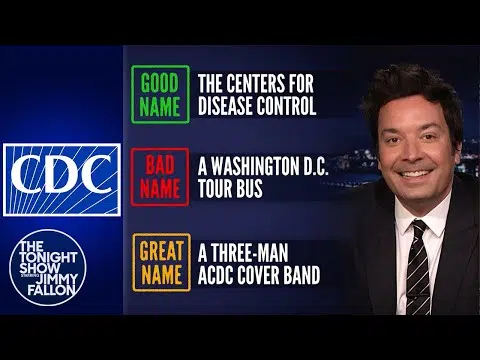 GOOD
NAME
THE CENTERS FOR
DISEASE CONTROL
CDC
BAD
NAME
A WASHINGTON D.C.
TOUR BUS
THE
TONIGHT
SHOW
STARRING
JIMMY
FALLON
GREAT
NAME
A THREE-MAN
ACDC COVER BAND